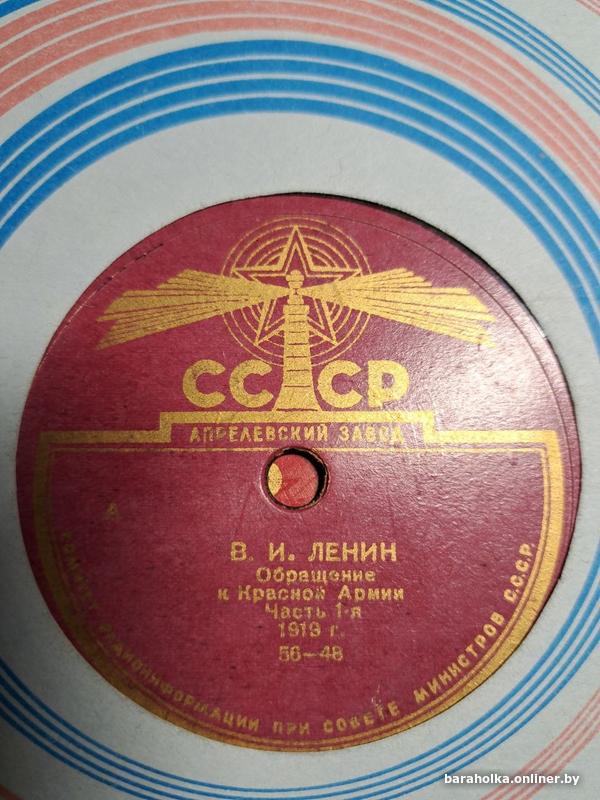 СССР
АПРЕЛЕВСКИЙ ЗАВОД
А
В. И. ЛЕНИН
Обращение
к Красной Армии
Часть 1-я
1919 г.
56-48
КОМИТЕТ РАДИОИНФОРМАЦИИ ПРИ СОВЕТЕ МИНИСТРОВ С.С.С.Р.
baraholka.onliner.by